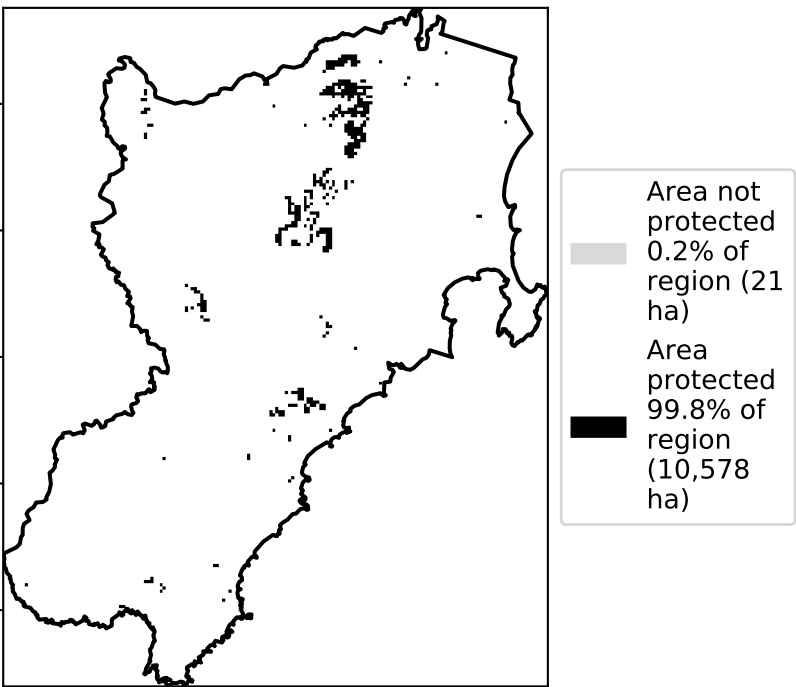 Area not
protected
0.2% of
region (21
ha)
Area
protected
99.8% of
region
(10,578
ha)